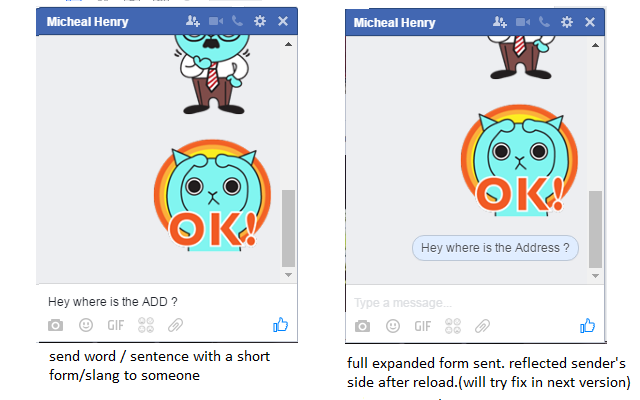 Micheal Henry
OK!
Hey where is the ADD ?
GIF
send word / sentence with a short
form/slang to someone
Micheal Henry
OK!
Hey where is the Address ?
Type a message...
GIF
full expanded form sent. reflected sender's
side after reload.(will try fix in next version)